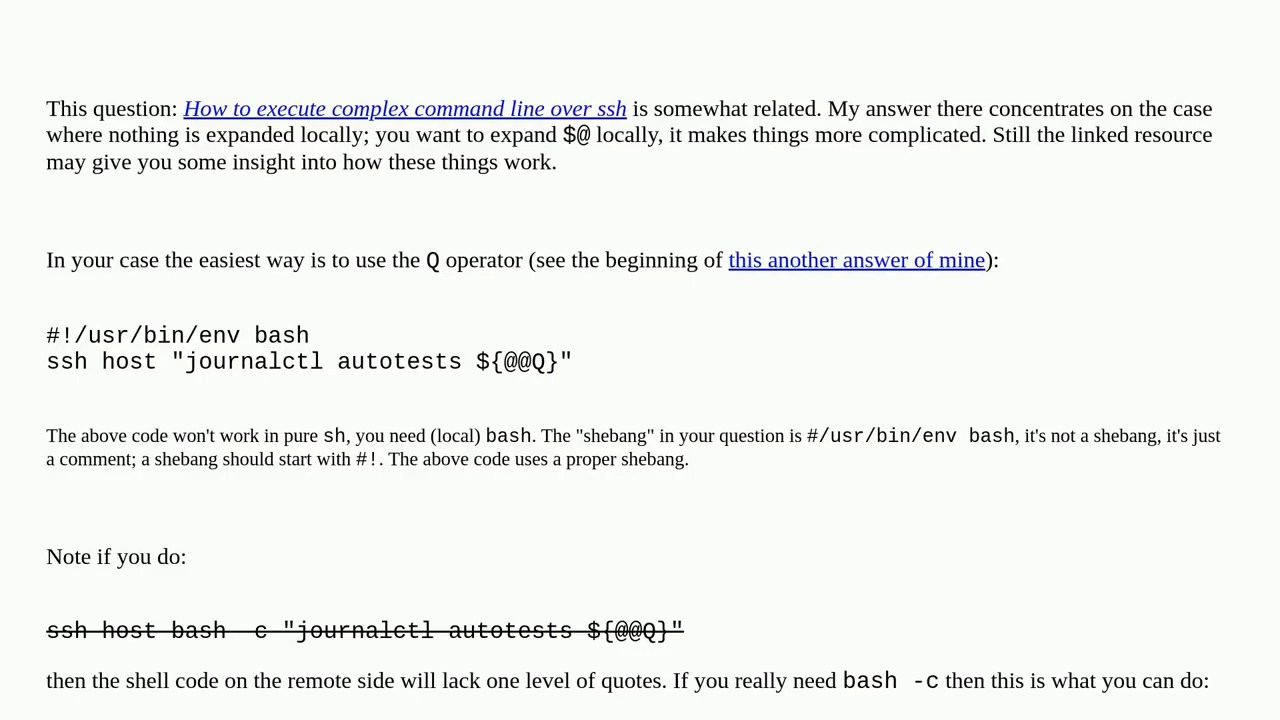 This question: How to execute complex command line over ssh is somewhat related. My answer there concentrates on the case
where nothing is expanded locally; you want to expand $@ locally, it makes things more complicated. Still the linked resource
may give you some insight into how these things work.
In your case the easiest way is to use the Q operator (see the beginning of this another answer of mine):
#!/usr/bin/env bash
ssh host "journalctl autotests ${@@Q}"
The above code won't work in pure sh, you need (local) bash. The "shebang" in your question is #/usr/bin/env bash, it's not a shebang, it's just
a comment; a shebang should start with #!. The above code uses a proper shebang.
Note if you do:
ssh host bash -c "journalctl autotests ${@@Q}"
then the shell code on the remote side will lack one level of quotes. If you really need bash -c then this is what you can do: